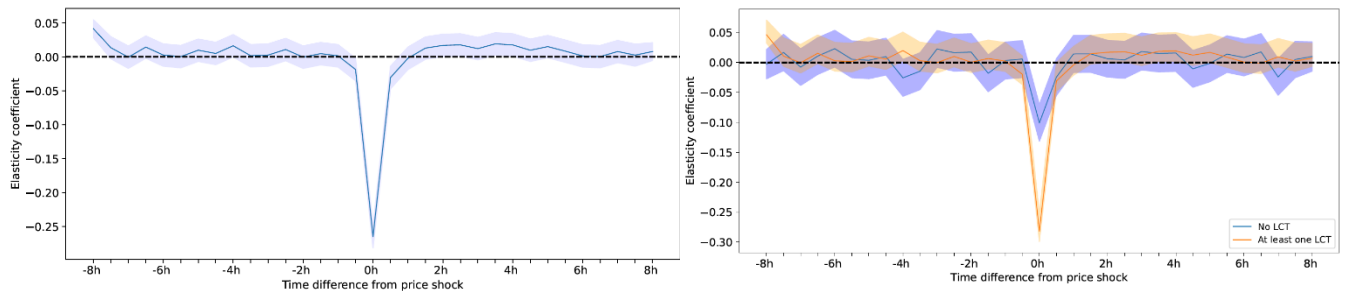 0.05
0.00
−0.05
−0.10
−0.15
−0.20
−0.25
Elasticity coefficient
-8h -6h -4h -2h 0h 2h 4h 6h 8h
Time difference from price shock
0.05
0.00
−0.05
−0.10
−0.15
−0.20
−0.25
−0.30
Elasticity coefficient
No LCT
At least one LCT
-8h -6h -4h -2h 0h 2h 4h 6h 8h
Time difference from price shock